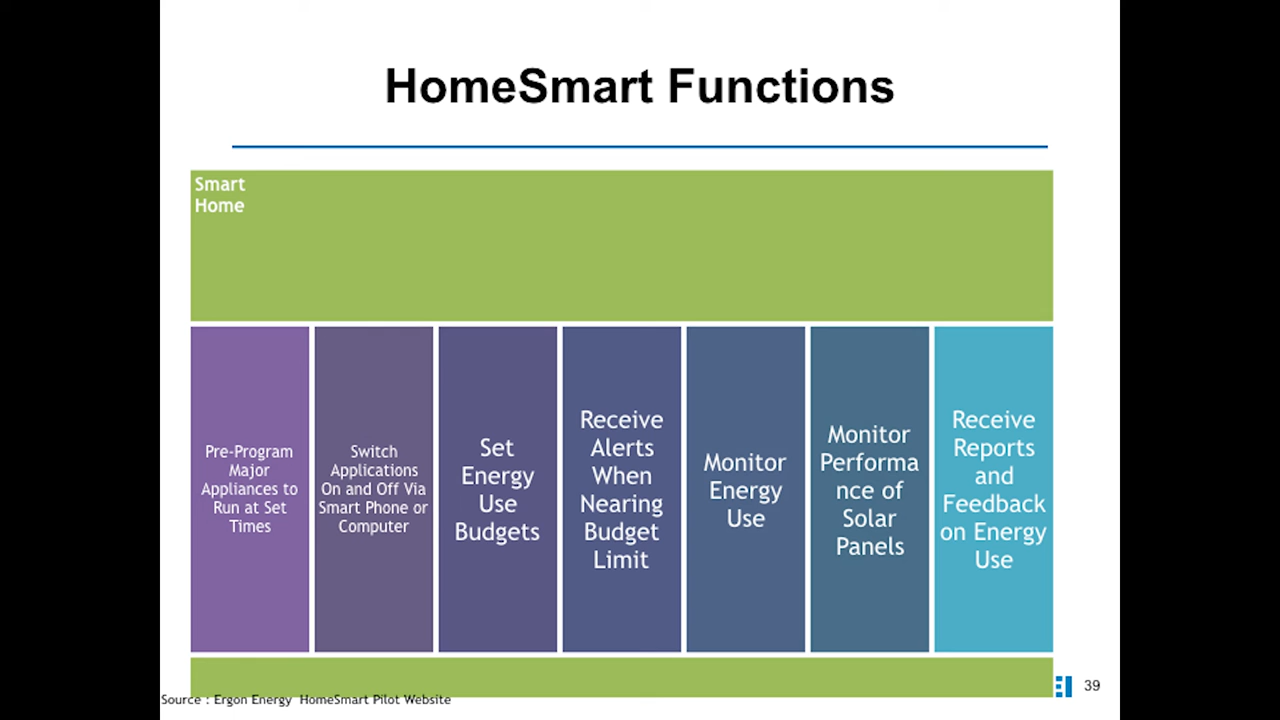 HomeSmart Functions
Smart
Home
Pre-Program
Major
Appliances to
Run at Set
Times
Switch
Applications
On and Off Via
Smart Phone or
Computer
Set
Energy
Use
Budgets
Receive
Alerts
When
Nearing
Budget
Limit
Monitor
Energy
Use
Monitor
Performa
nce of
Solar
Panels
Receive
Reports
and
Feedback
on Energy
Use
39
Source : Ergon Energy  HomeSmart Pilot Website